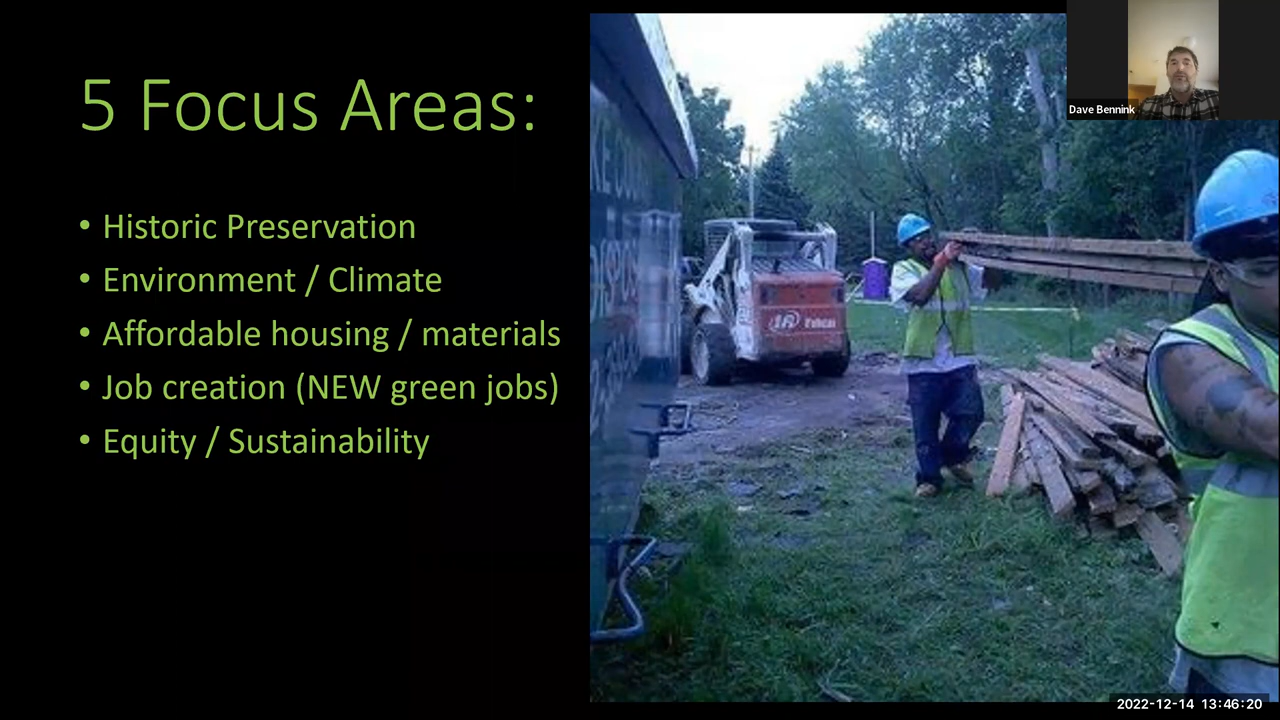 5 Focus Areas:
• Historic Preservation
• Environment / Climate
• Affordable housing / materials
• Job creation (NEW green jobs)
• Equity / Sustainability
Dave Bennink
Bobcat
2022-12-14 13:46:20